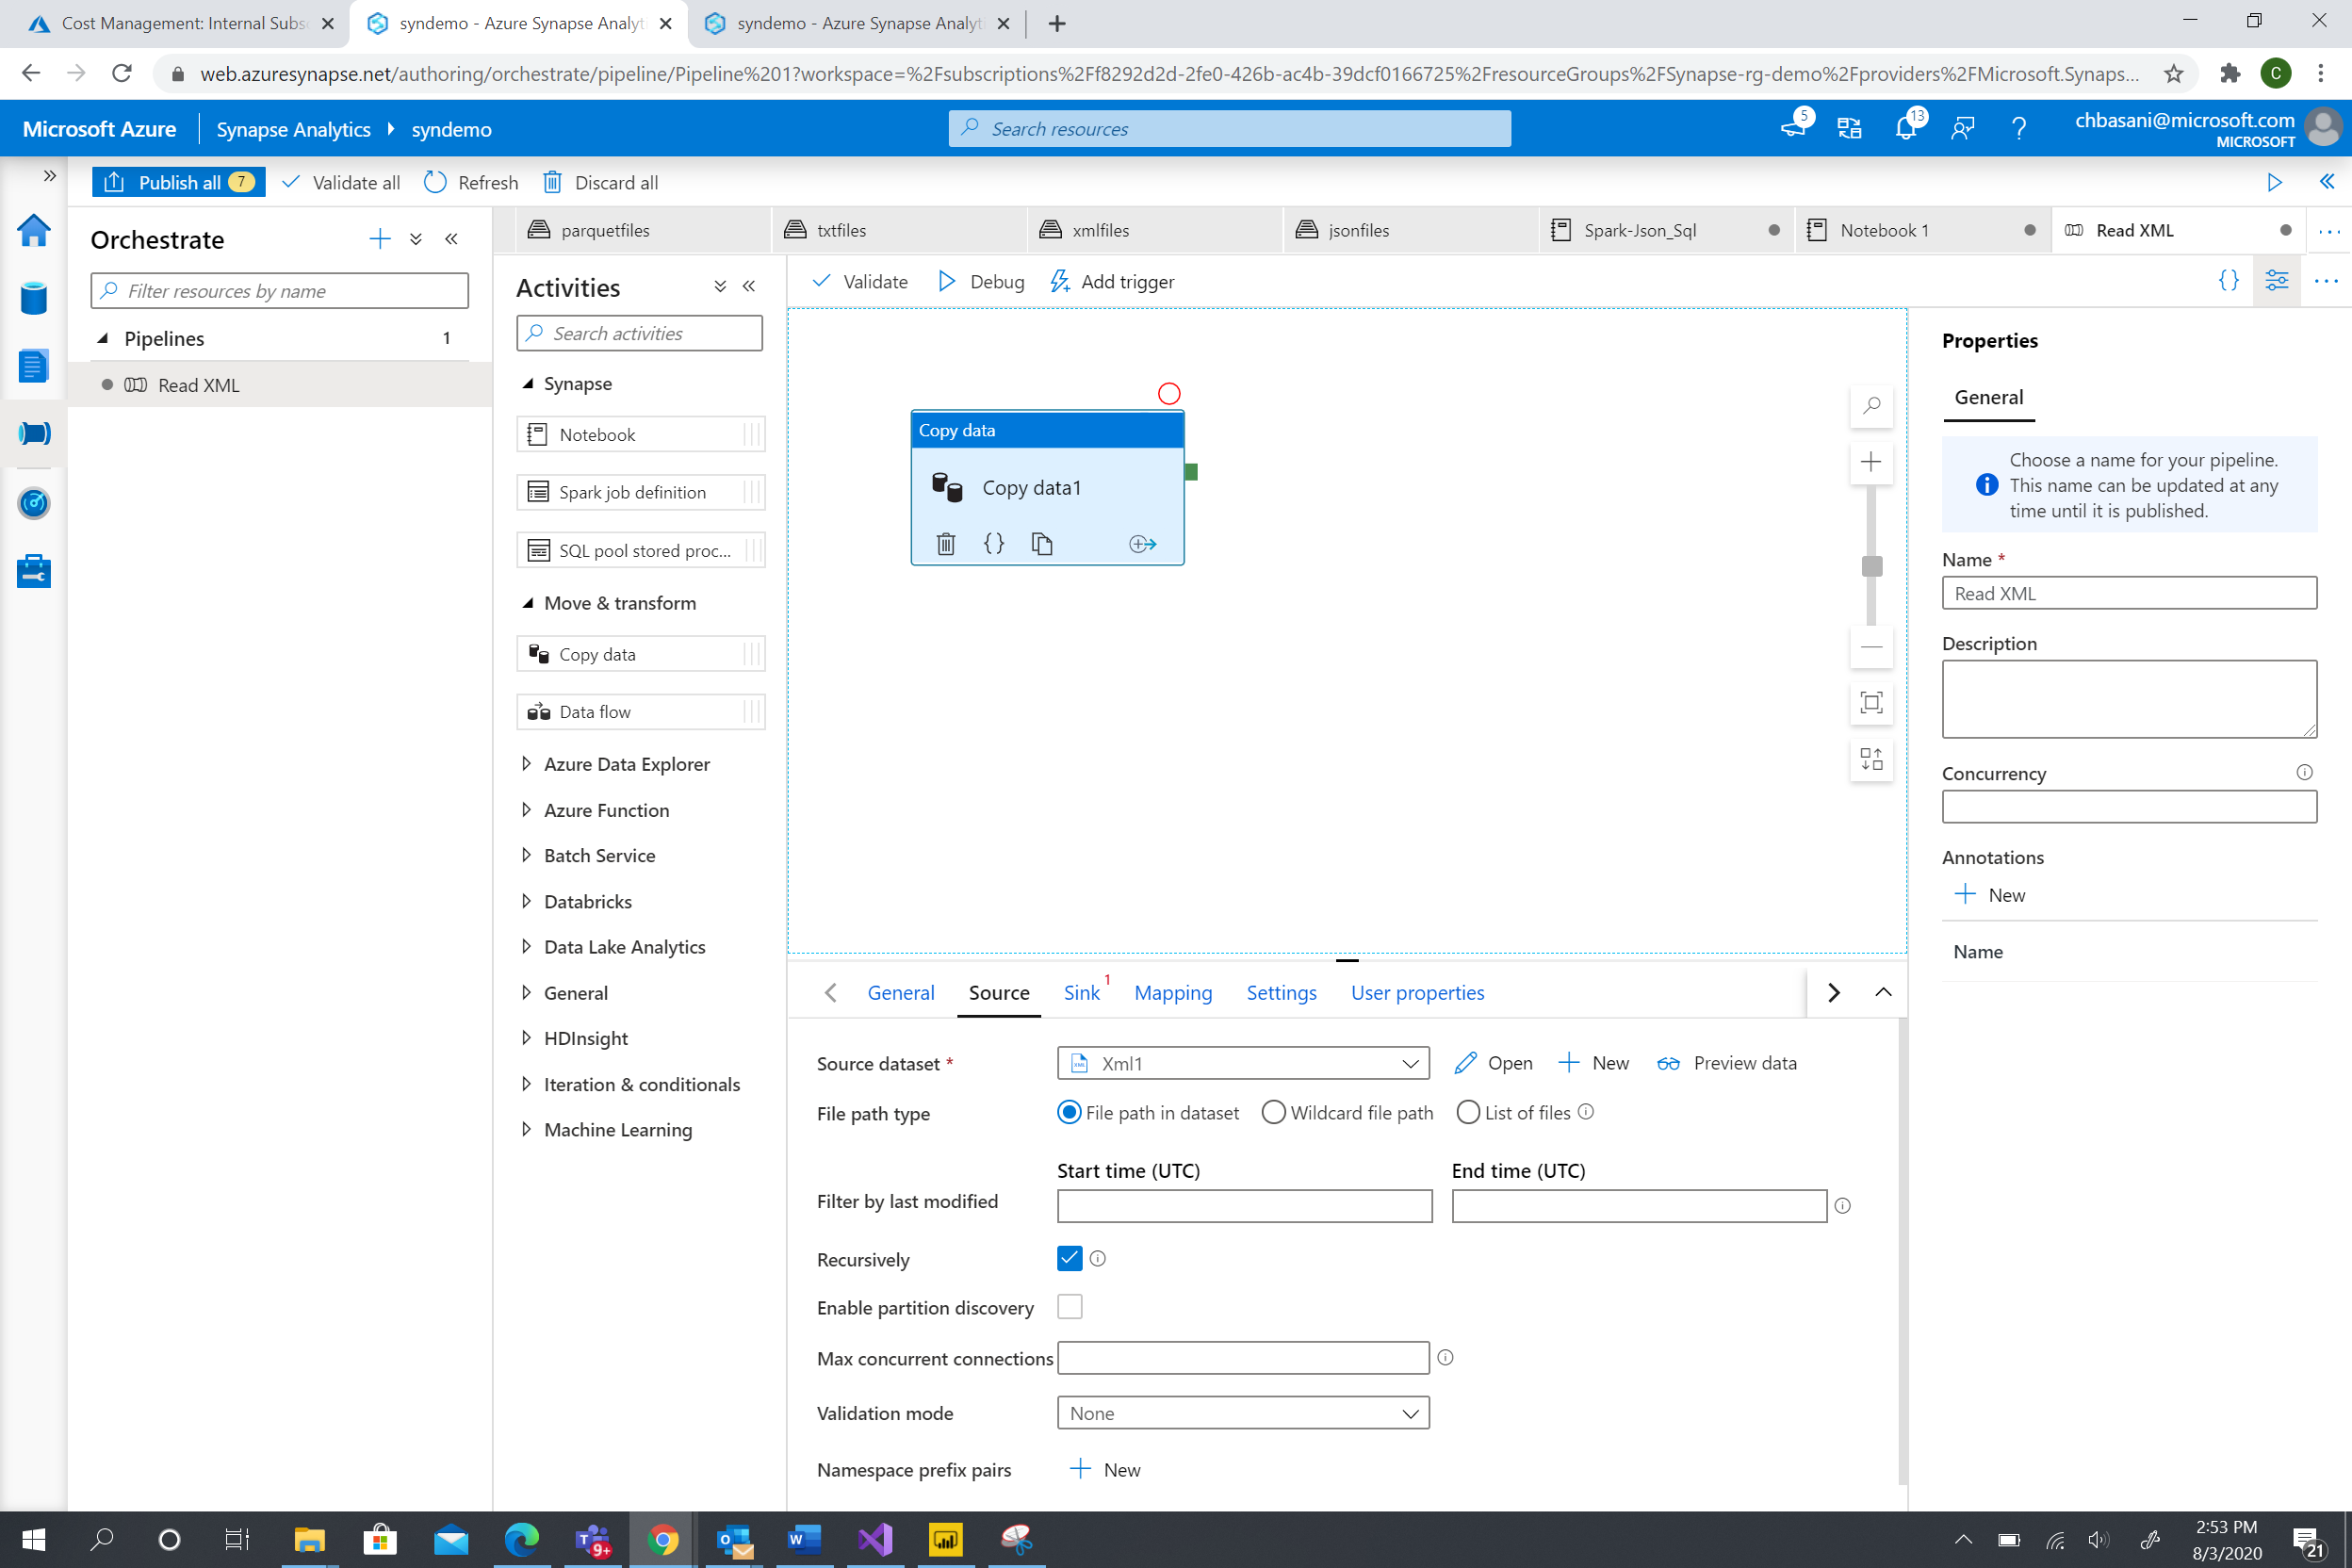 Cost Management: Internal Subs
syndemo - Azure Synapse Analyt
syndemo - Azure Synapse Analyt
web.azuresynapse.net/authoring/orchestrate/pipeline/Pipeline%201?workspace=%2Fsubscriptions%2Ff8292d2d-2fe0-426b-ac4b-39dcf0166725%2FresourceGroups%2FSynapse-rg-demo%2Fproviders%2FMicrosoft.Synaps...
C
Microsoft Azure
Synapse Analytics
syndemo
Search resources
5
13
chbasani@microsoft.com
MICROSOFT
Publish all 7
Validate all
Refresh
Discard all
Orchestrate
Filter resources by name
Pipelines 1
Read XML
parquetfiles
txtfiles
xmlfiles
jsonfiles
Spark-Json_Sql
Notebook 1
Read XML
Activities
Search activities
Synapse
Notebook
Spark job definition
SQL pool stored proc...
Move & transform
Copy data
Data flow
Azure Data Explorer
Azure Function
Batch Service
Databricks
Data Lake Analytics
General
HDInsight
Iteration & conditionals
Machine Learning
Validate
Debug
Add trigger
Copy data
Copy data1
General
Source
Sink 1
Mapping
Settings
User properties
Source dataset *
Xml1
Open
New
Preview data
File path type
File path in dataset
Wildcard file path
List of files
Start time (UTC)
End time (UTC)
Filter by last modified
Recursively
Enable partition discovery
Max concurrent connections
Validation mode
None
Namespace prefix pairs
New
Properties
General
Choose a name for your pipeline.
This name can be updated at any
time until it is published.
Name *
Read XML
Description
Concurrency
Annotations
New
Name
9+
2:53 PM
8/3/2020
21